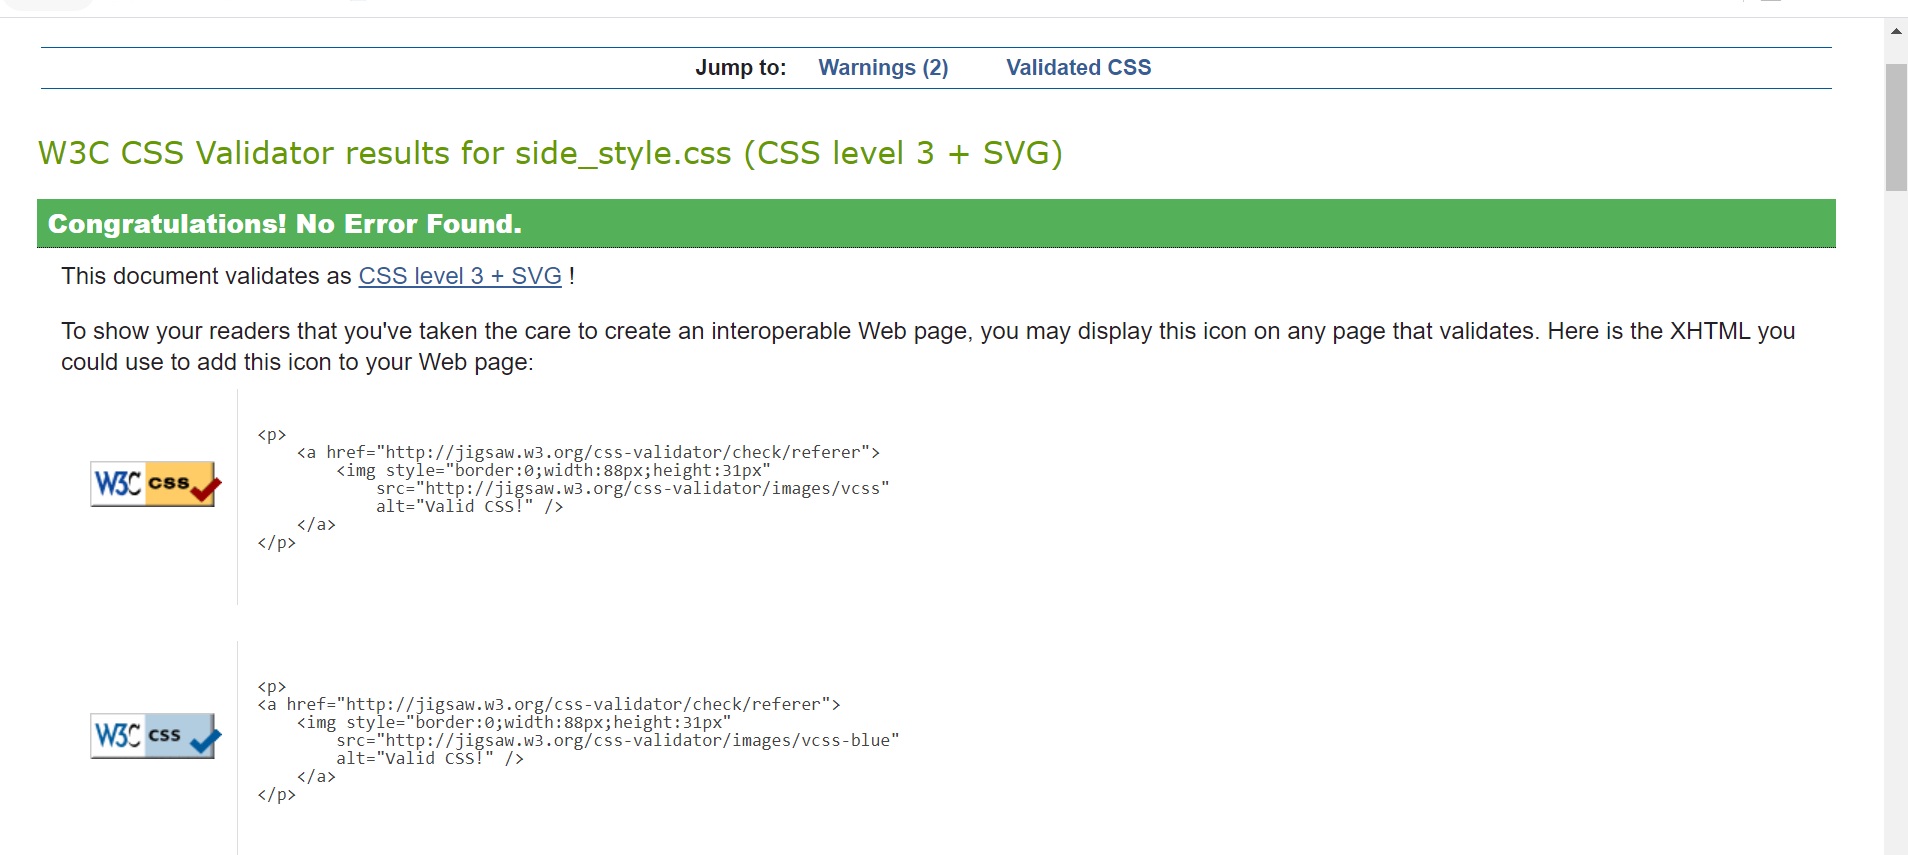 Jump to: Warnings (2) Validated CSS
W3C CSS Validator results for side_style.css (CSS level 3 + SVG)
Congratulations! No Error Found.
This document validates as CSS level 3 + SVG !
To show your readers that you've taken the care to create an interoperable Web page, you may display this icon on any page that validates. Here is the XHTML you
could use to add this icon to your Web page:
W3C css
<p>
    <a href="http://jigsaw.w3.org/css-validator/check/referer">
        <img style="border:0;width:88px;height:31px"
            src="http://jigsaw.w3.org/css-validator/images/vcss"
            alt="Valid CSS!" />
    </a>
</p>
W3C css
<p>
<a href="http://jigsaw.w3.org/css-validator/check/referer">
    <img style="border:0;width:88px;height:31px"
        src="http://jigsaw.w3.org/css-validator/images/vcss-blue"
        alt="Valid CSS!" />
    </a>
</p>